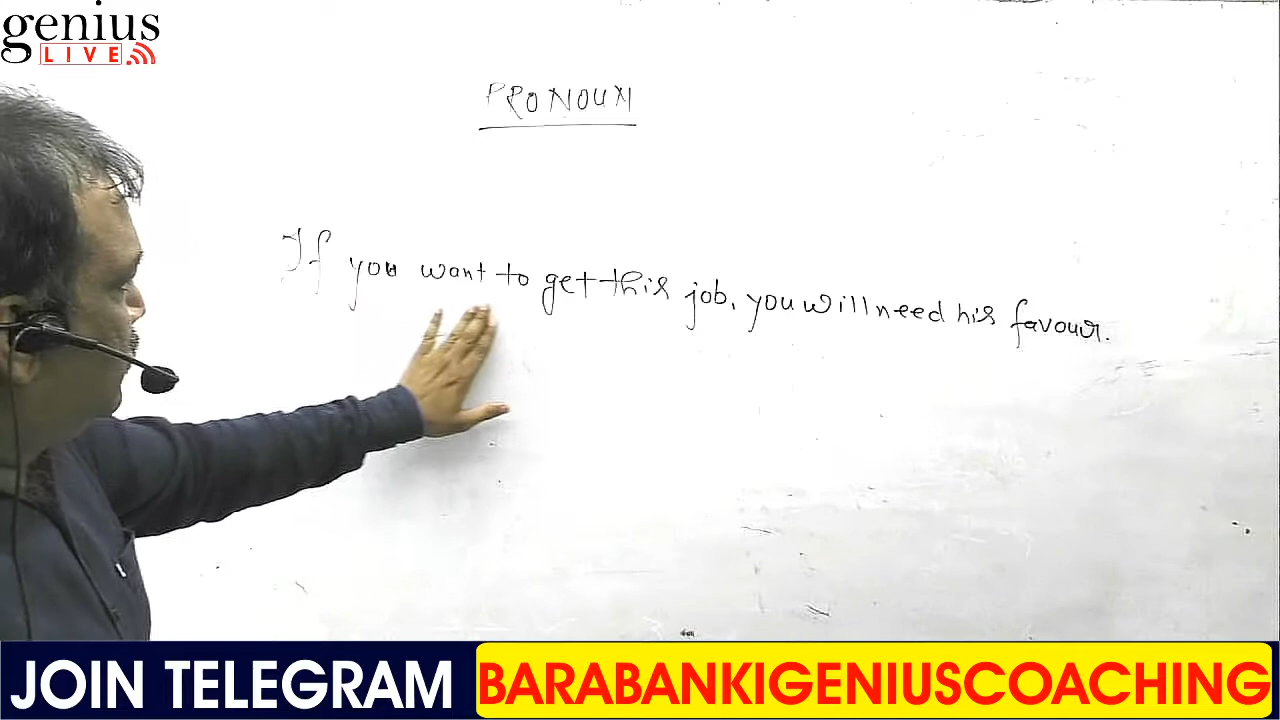 genius
LIVE
PRONOUN
If you want to get this job, you will need his favour.
JOIN TELEGRAM BARABANKIGENIUSCOACHING